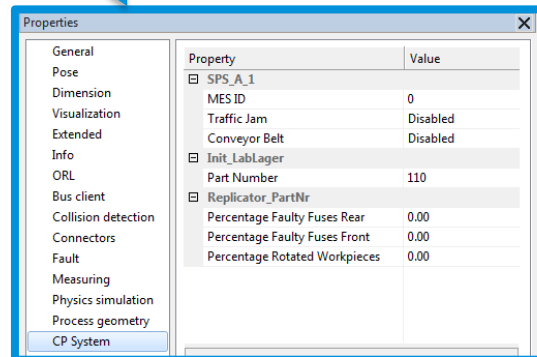 Properties
General
Pose
Dimension
Visualization
Extended
Info
ORL
Bus client
Collision detection
Connectors
Fault
Measuring
Physics simulation
Process geometry
CP System
Property Value
SPS_A_1
MES ID 0
Traffic Jam Disabled
Conveyor Belt Disabled
Init_LabLager
Part Number 110
Replicator_PartNr
Percentage Faulty Fuses Rear 0.00
Percentage Faulty Fuses Front 0.00
Percentage Rotated Workpieces 0.00